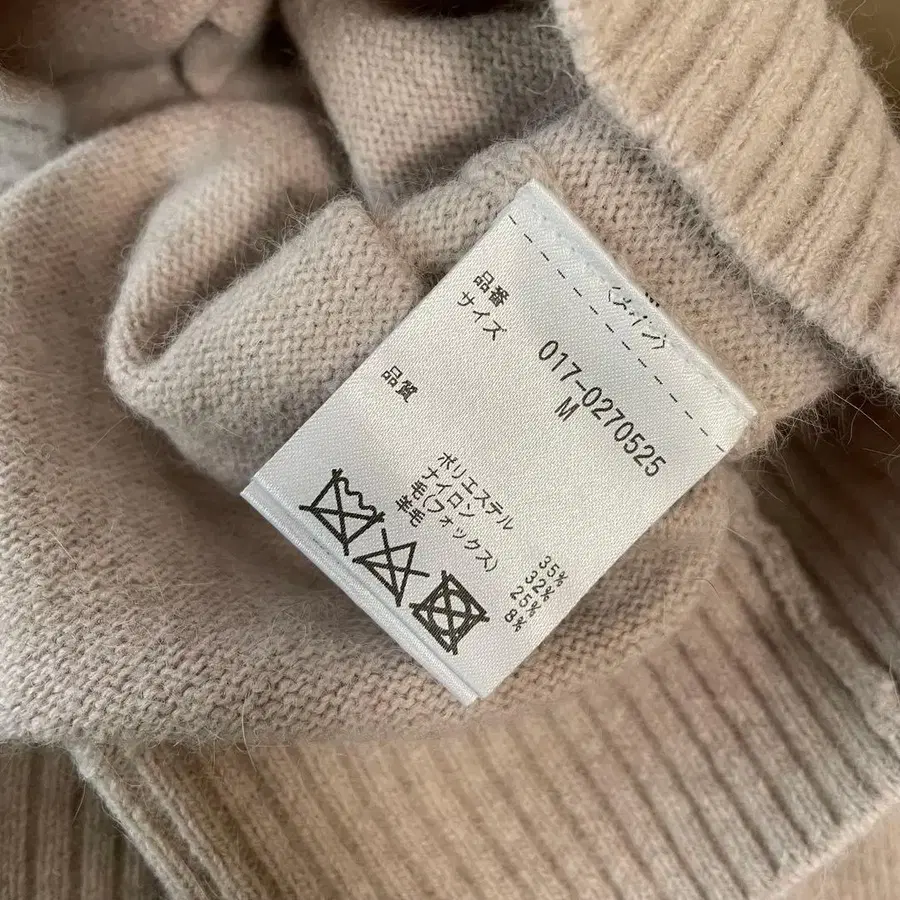 品番 017-0270525
サイズ M
品質
ポリエステル 35%
ナイロン 32%
毛(フォックス) 25%
羊毛 8%